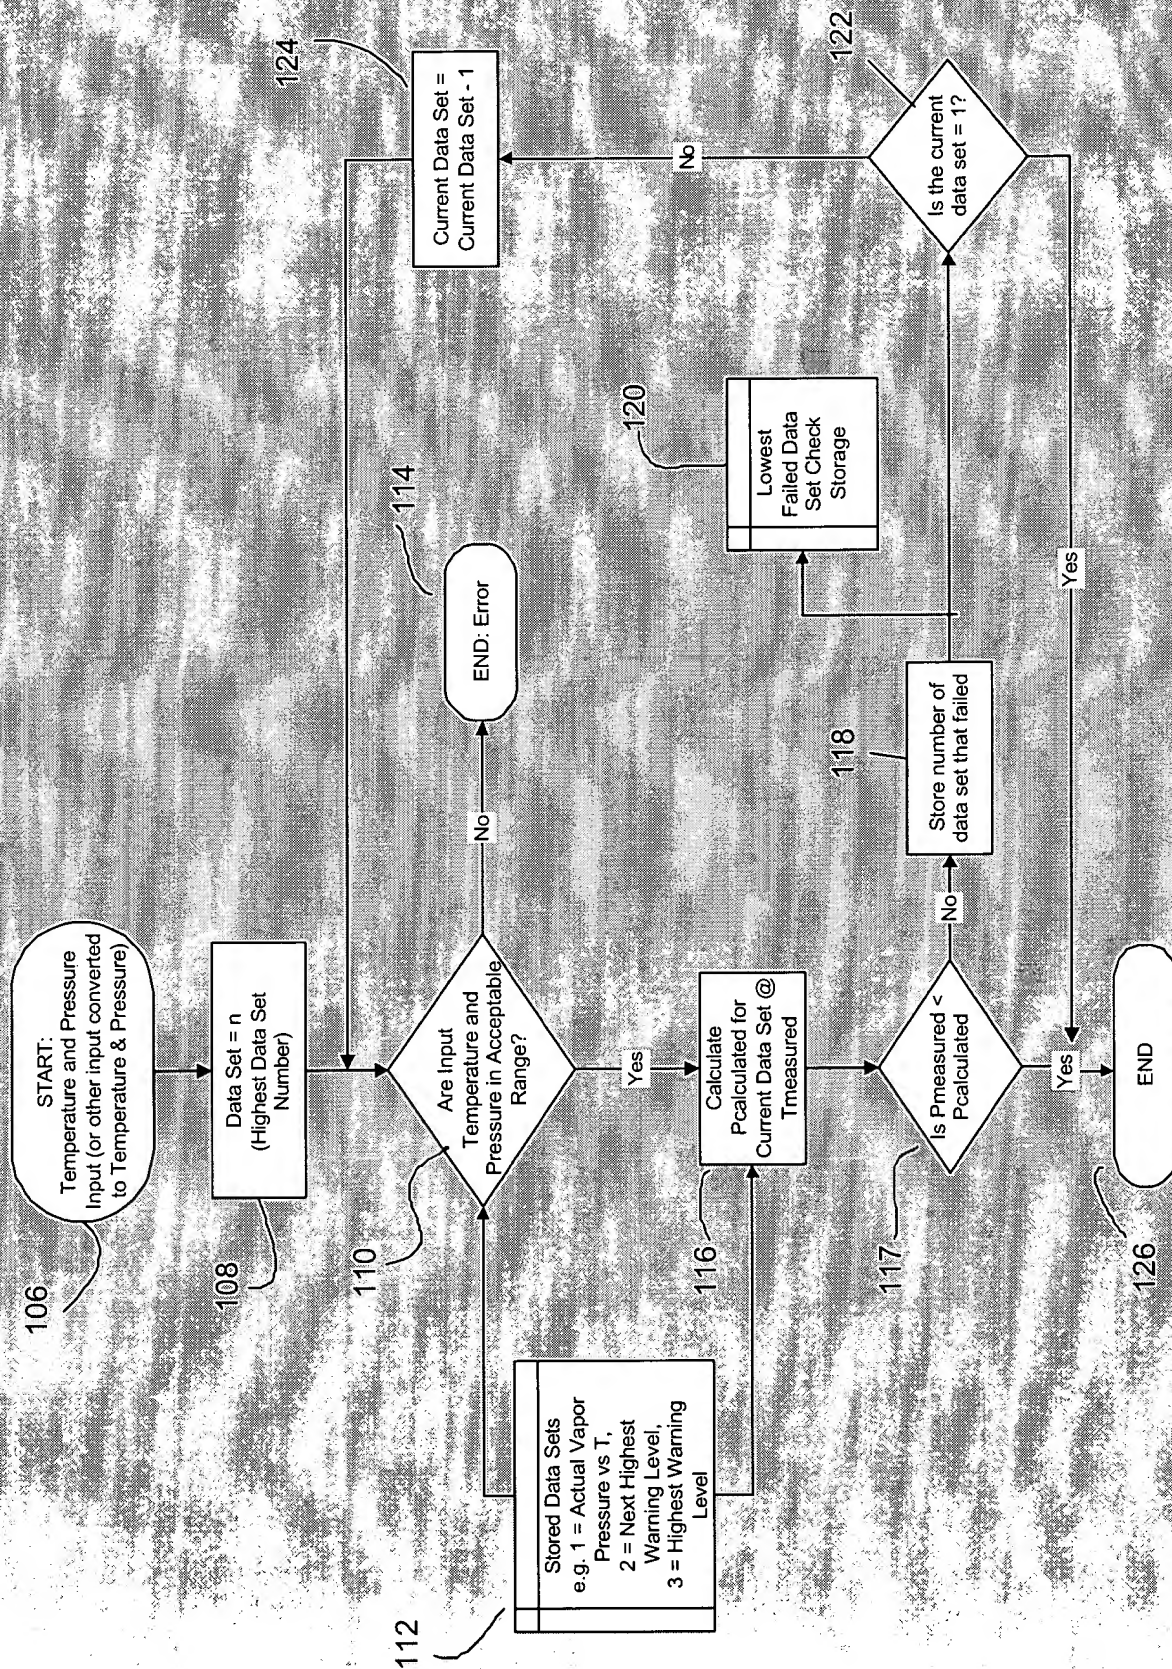 106
START:
Temperature and Pressure
Input (or other input converted
to Temperature & Pressure)
108
Data Set = n
(Highest Data Set
Number)
124
Current Data Set =
Current Data Set - 1
110
Are Input
Temperature and
Pressure in Acceptable
Range?
No
114
END: Error
112
Stored Data Sets
e.g. 1 = Actual Vapor
Pressure vs T,
2 = Next Highest
Warning Level,
3 = Highest Warning
Level
Yes
116
Calculate
Pcalculated for
Current Data Set @
Tmeasured
120
Lowest
Failed Data
Set Check
Storage
No
117
Is Pmeasured <
Pcalculated
No
118
Store number of
data set that failed
122
Is the current
data set = 1?
Yes
Yes
126
END